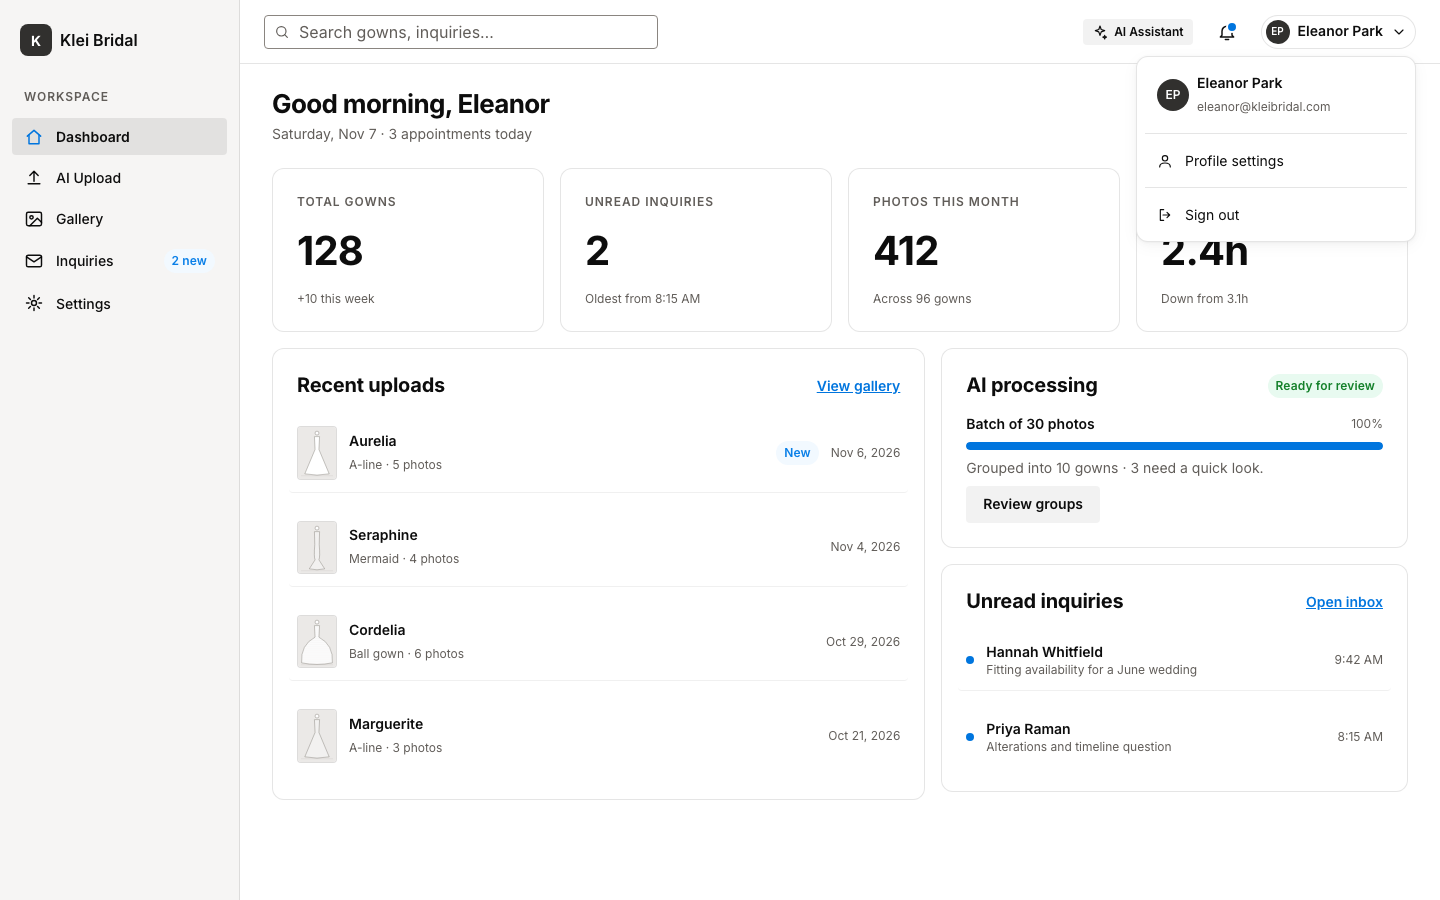 K Klei Bridal
Search gowns, inquiries...
AI Assistant
EP Eleanor Park
EP
Eleanor Park
eleanor@kleibridal.com
Profile settings
Sign out
WORKSPACE
Dashboard
AI Upload
Gallery
Inquiries 2 new
Settings
Good morning, Eleanor
Saturday, Nov 7 · 3 appointments today
TOTAL GOWNS
128
+10 this week
UNREAD INQUIRIES
2
Oldest from 8:15 AM
PHOTOS THIS MONTH
412
Across 96 gowns
2.4h
Down from 3.1h
Recent uploads View gallery
Aurelia
A-line · 5 photos
New Nov 6, 2026
Seraphine
Mermaid · 4 photos
Nov 4, 2026
Cordelia
Ball gown · 6 photos
Oct 29, 2026
Marguerite
A-line · 3 photos
Oct 21, 2026
AI processing Ready for review
Batch of 30 photos 100%
Grouped into 10 gowns · 3 need a quick look.
Review groups
Unread inquiries Open inbox
Hannah Whitfield
Fitting availability for a June wedding
9:42 AM
Priya Raman
Alterations and timeline question
8:15 AM